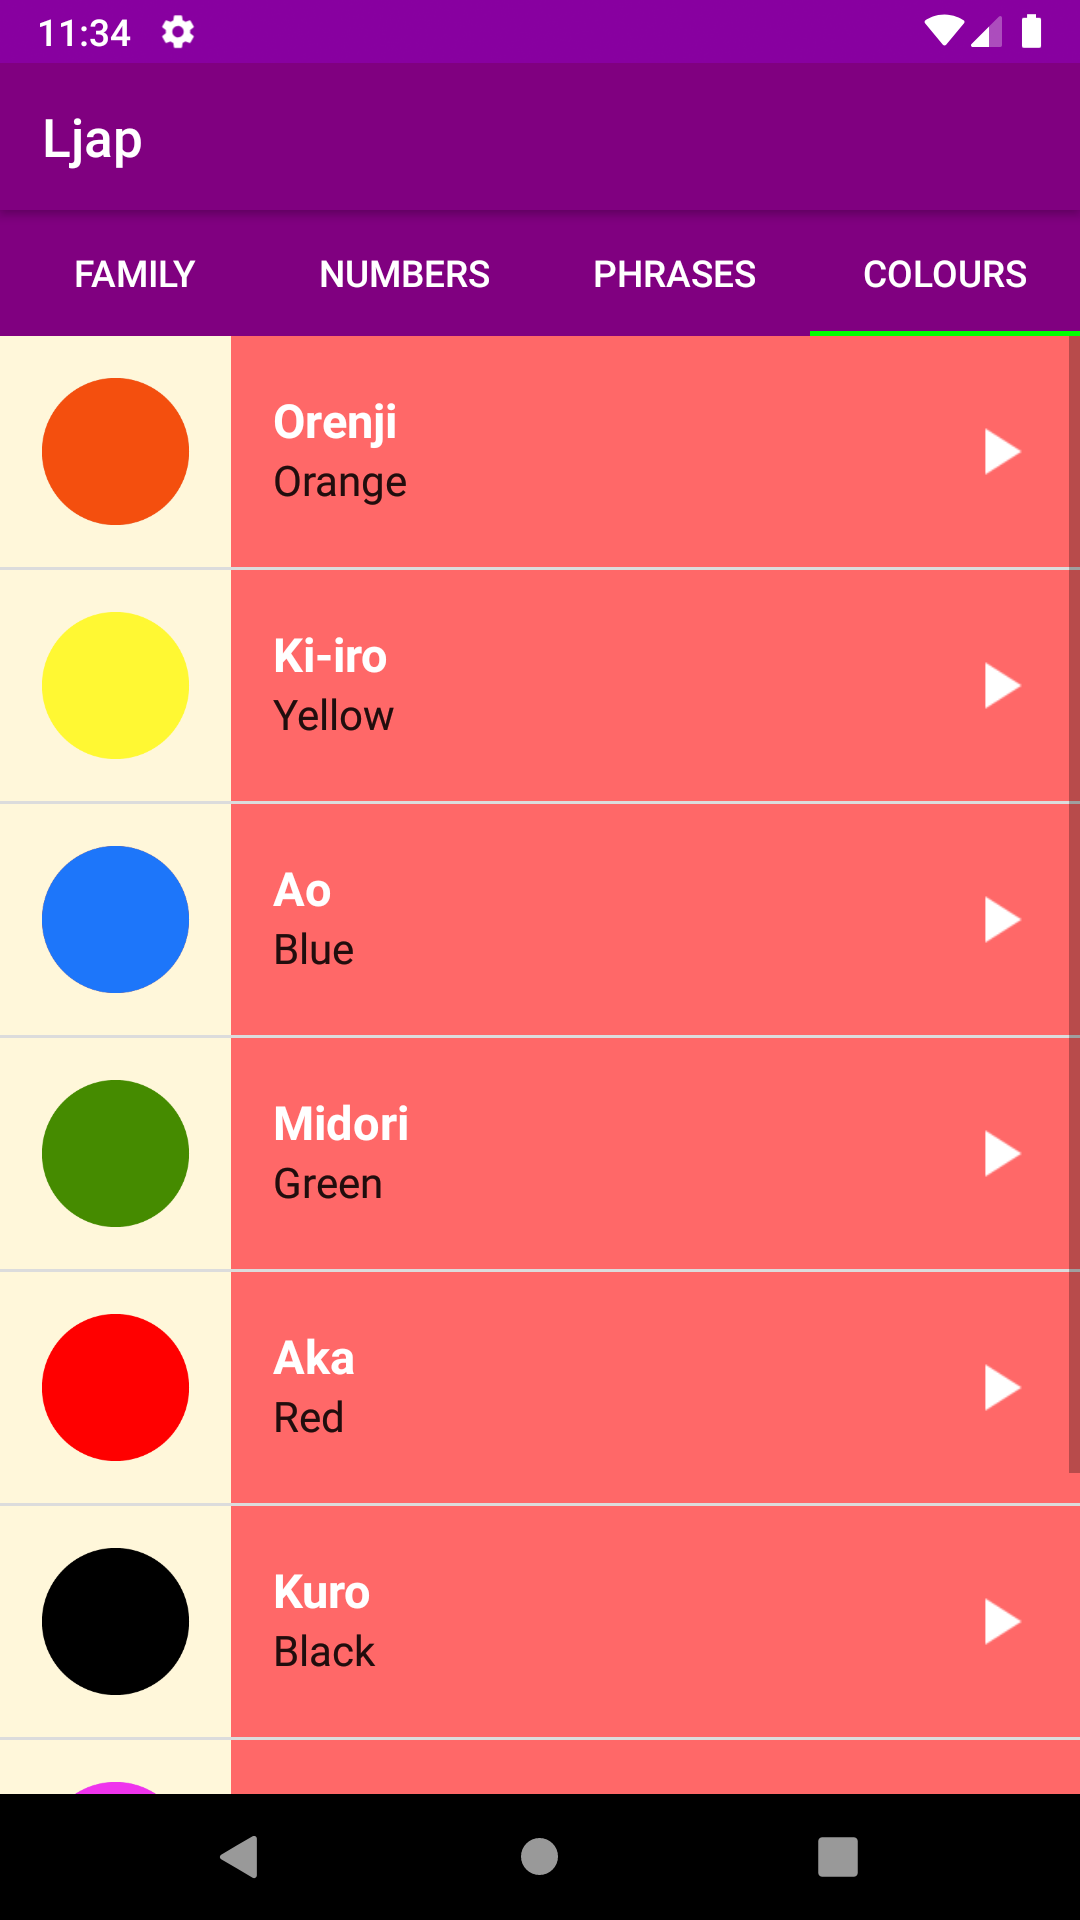 11:34
Ljap
FAMILY NUMBERS PHRASES COLOURS
Orenji
Orange
Ki-iro
Yellow
Ao
Blue
Midori
Green
Aka
Red
Kuro
Black